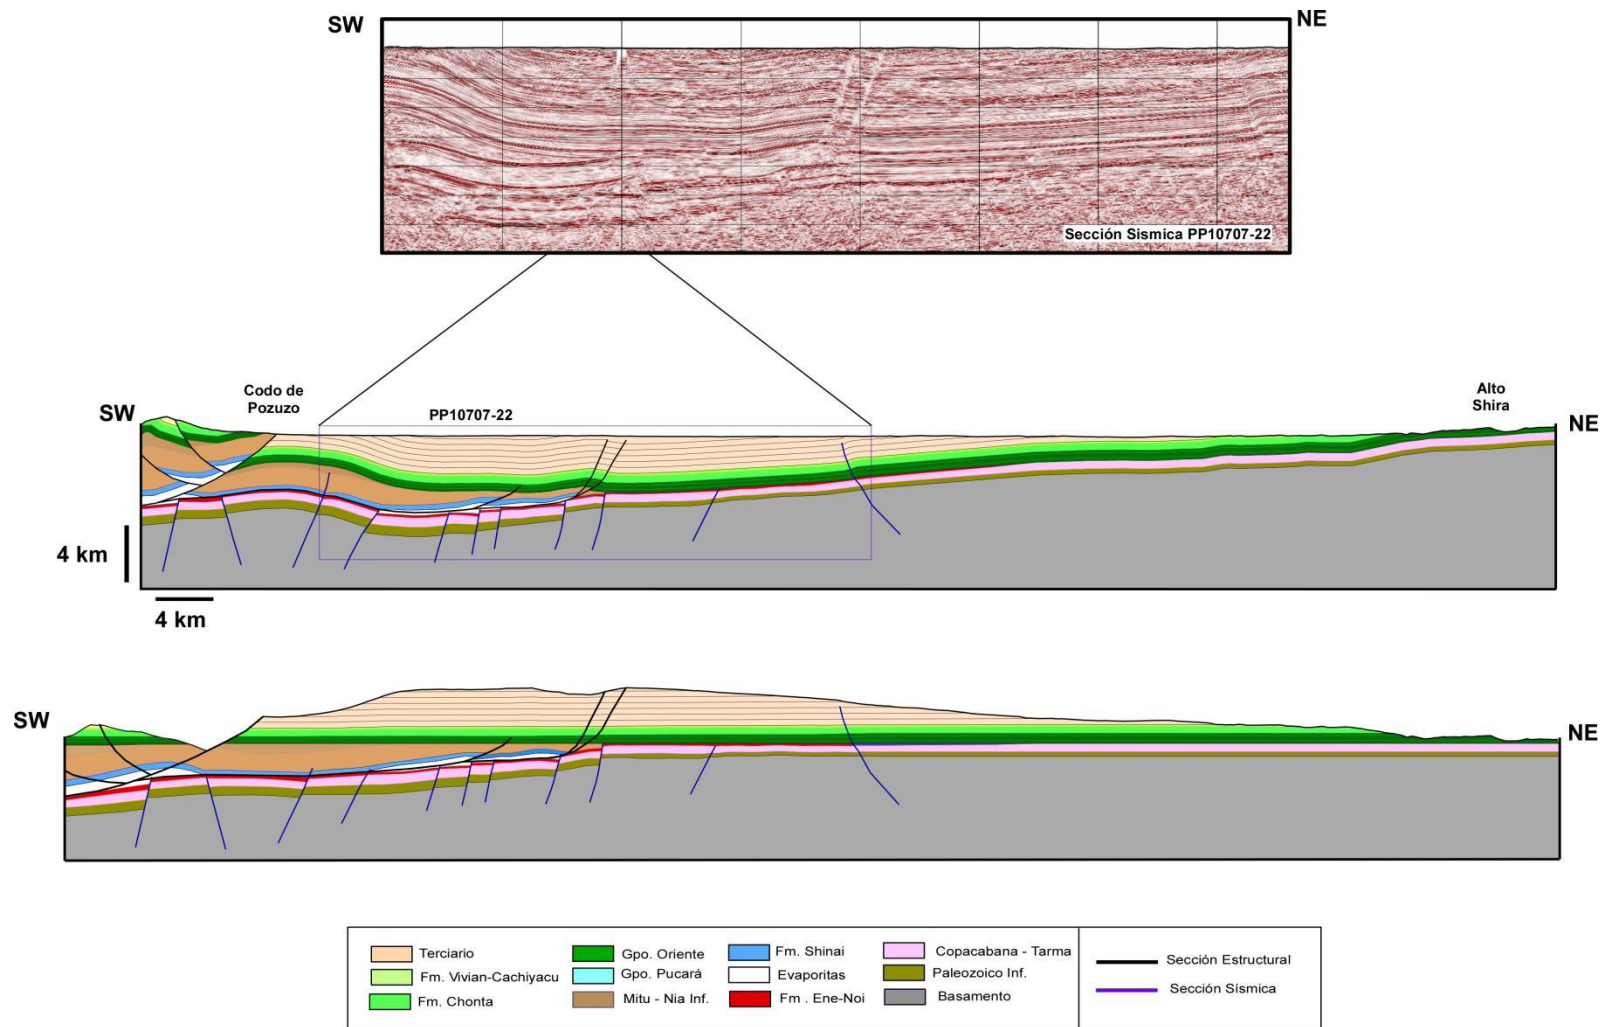 SW
NE
Sección Sismica PP10707-22
Codo de
Pozuzo
Alto
Shira
SW
PP10707-22
NE
4 km
4 km
SW
NE
Terciario
Gpo. Oriente
Fm. Shinai
Copacabana - Tarma
Fm. Vivian-Cachiyacu
Gpo. Pucará
Evaporitas
Paleozoico Inf.
Fm. Chonta
Mitu - Nia Inf.
Fm . Ene-Noi
Basamento
Sección Estructural
Sección Sísmica